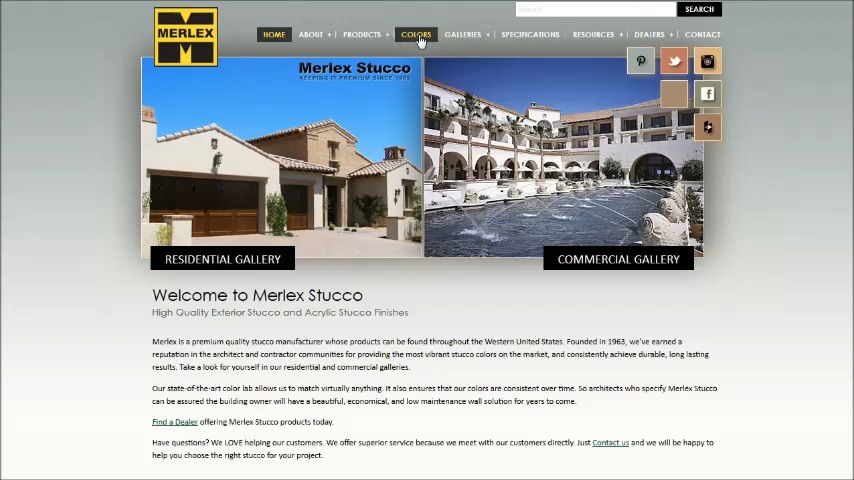 Search
SEARCH
MERLEX
HOME ABOUT + PRODUCTS + COLORS GALLERIES + SPECIFICATIONS RESOURCES + DEALERS + CONTACT
Merlex Stucco
KEEPING IT PREMIUM SINCE 1963
RESIDENTIAL GALLERY
COMMERCIAL GALLERY
Welcome to Merlex Stucco
High Quality Exterior Stucco and Acrylic Stucco Finishes
Merlex is a premium quality stucco manufacturer whose products can be found throughout the Western United States. Founded in 1963, we've earned a
reputation in the architect and contractor communities for providing the most vibrant stucco colors on the market, and consistently achieve durable, long lasting
results. Take a look for yourself in our residential and commercial galleries.
Our state-of-the-art color lab allows us to match virtually anything. It also ensures that our colors are consistent over time. So architects who specify Merlex Stucco
can be assured the building owner will have a beautiful, economical, and low maintenance wall solution for years to come.
Find a Dealer offering Merlex Stucco products today.
Have questions? We LOVE helping our customers. We offer superior service because we meet with our customers directly. Just Contact us and we will be happy to
help you choose the right stucco for your project.